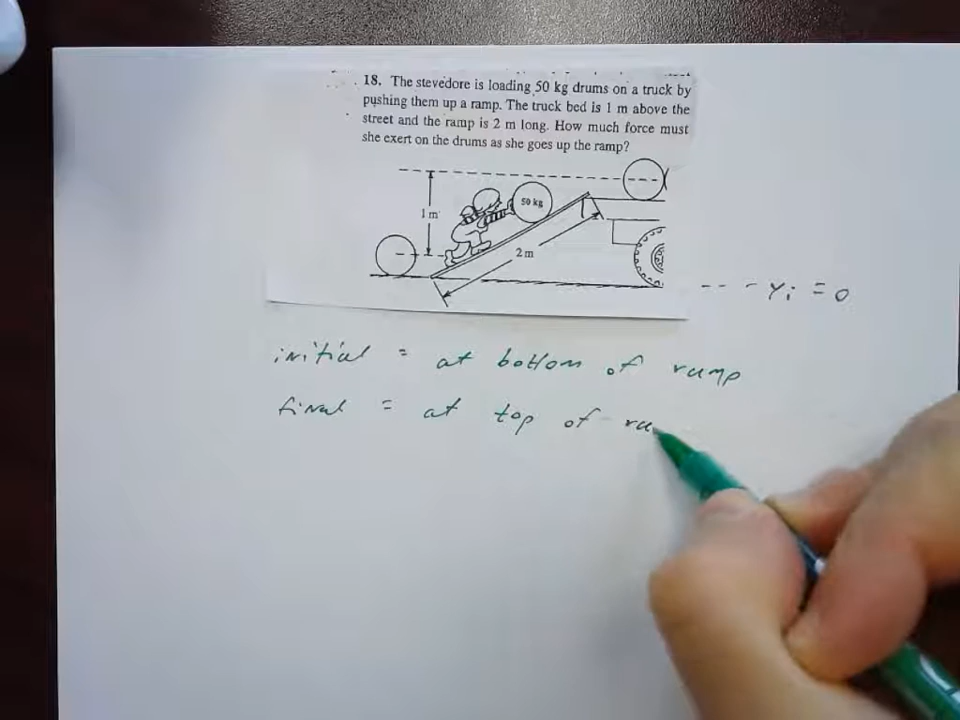 18. The stevedore is loading 50 kg drums on a truck by
pushing them up a ramp. The truck bed is 1 m above the
street and the ramp is 2 m long. How much force must
she exert on the drums as she goes up the ramp?
50 kg
1 m
2 m
Yi = 0
initial = at bottom of ramp
final = at top of ra